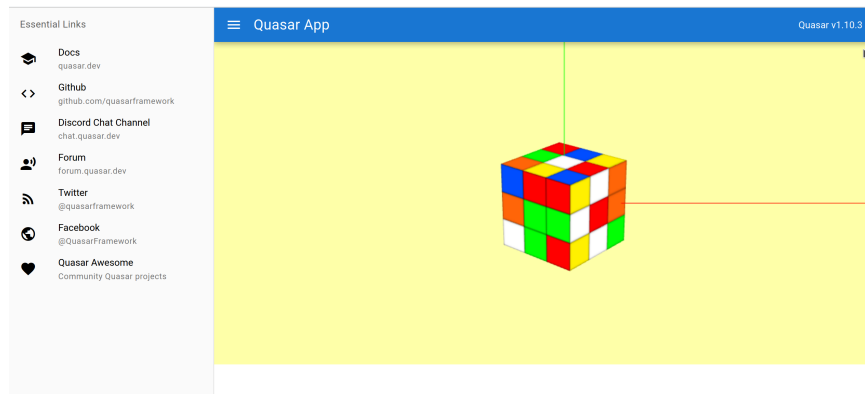 Essential Links
Quasar App
Quasar v1.10.3
Docs
quasar.dev
Github
github.com/quasarframework
Discord Chat Channel
chat.quasar.dev
Forum
forum.quasar.dev
Twitter
@quasarframework
Facebook
@QuasarFramework
Quasar Awesome
Community Quasar projects